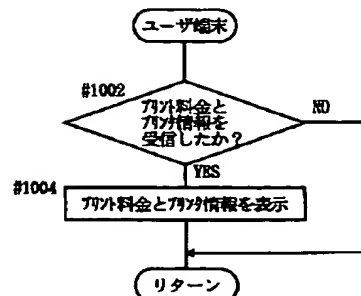 ユーザ端末
#1002
プリント料金と
プリンタ情報を
受信したか?
NO
YES
#1004
プリント料金とプリンタ情報を表示
リターン